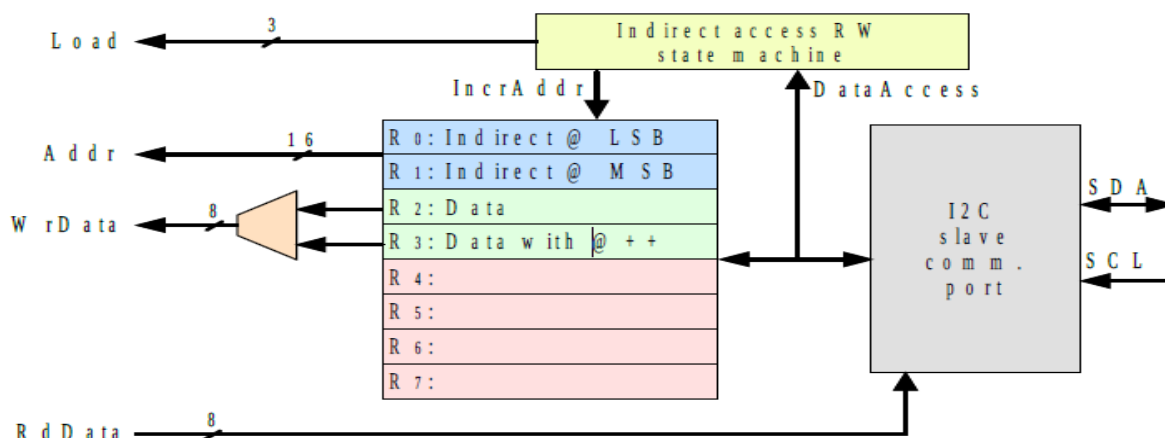 Indirect access RW
state machine
3
Load
IncrAddr
DataAccess
16
Addr
R0: Indirect @ LSB
R1: Indirect @ MSB
8
WrData
R2: Data
R3: Data with @ ++
R4:
R5:
R6:
R7:
I2C
slave
comm.
port
SDA
SCL
8
RdData